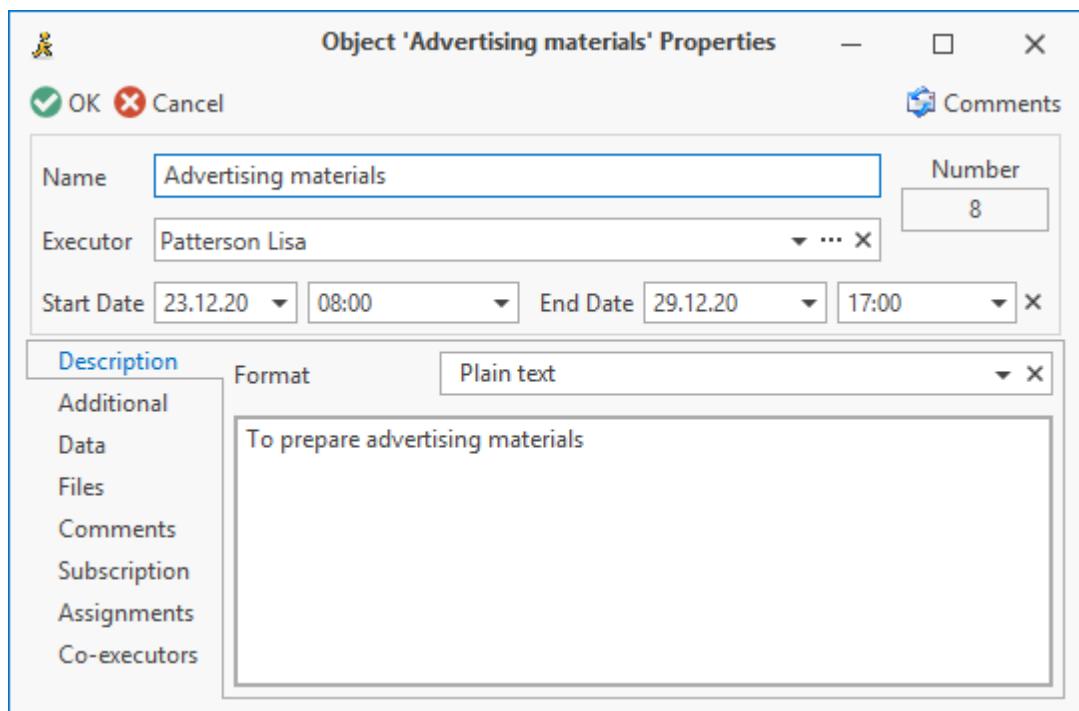 Object 'Advertising materials' Properties
OK Cancel Comments
Name Advertising materials Number
8
Executor Patterson Lisa
Start Date 23.12.20 08:00 End Date 29.12.20 17:00
Description
Format Plain text
Additional
To prepare advertising materials
Data
Files
Comments
Subscription
Assignments
Co-executors